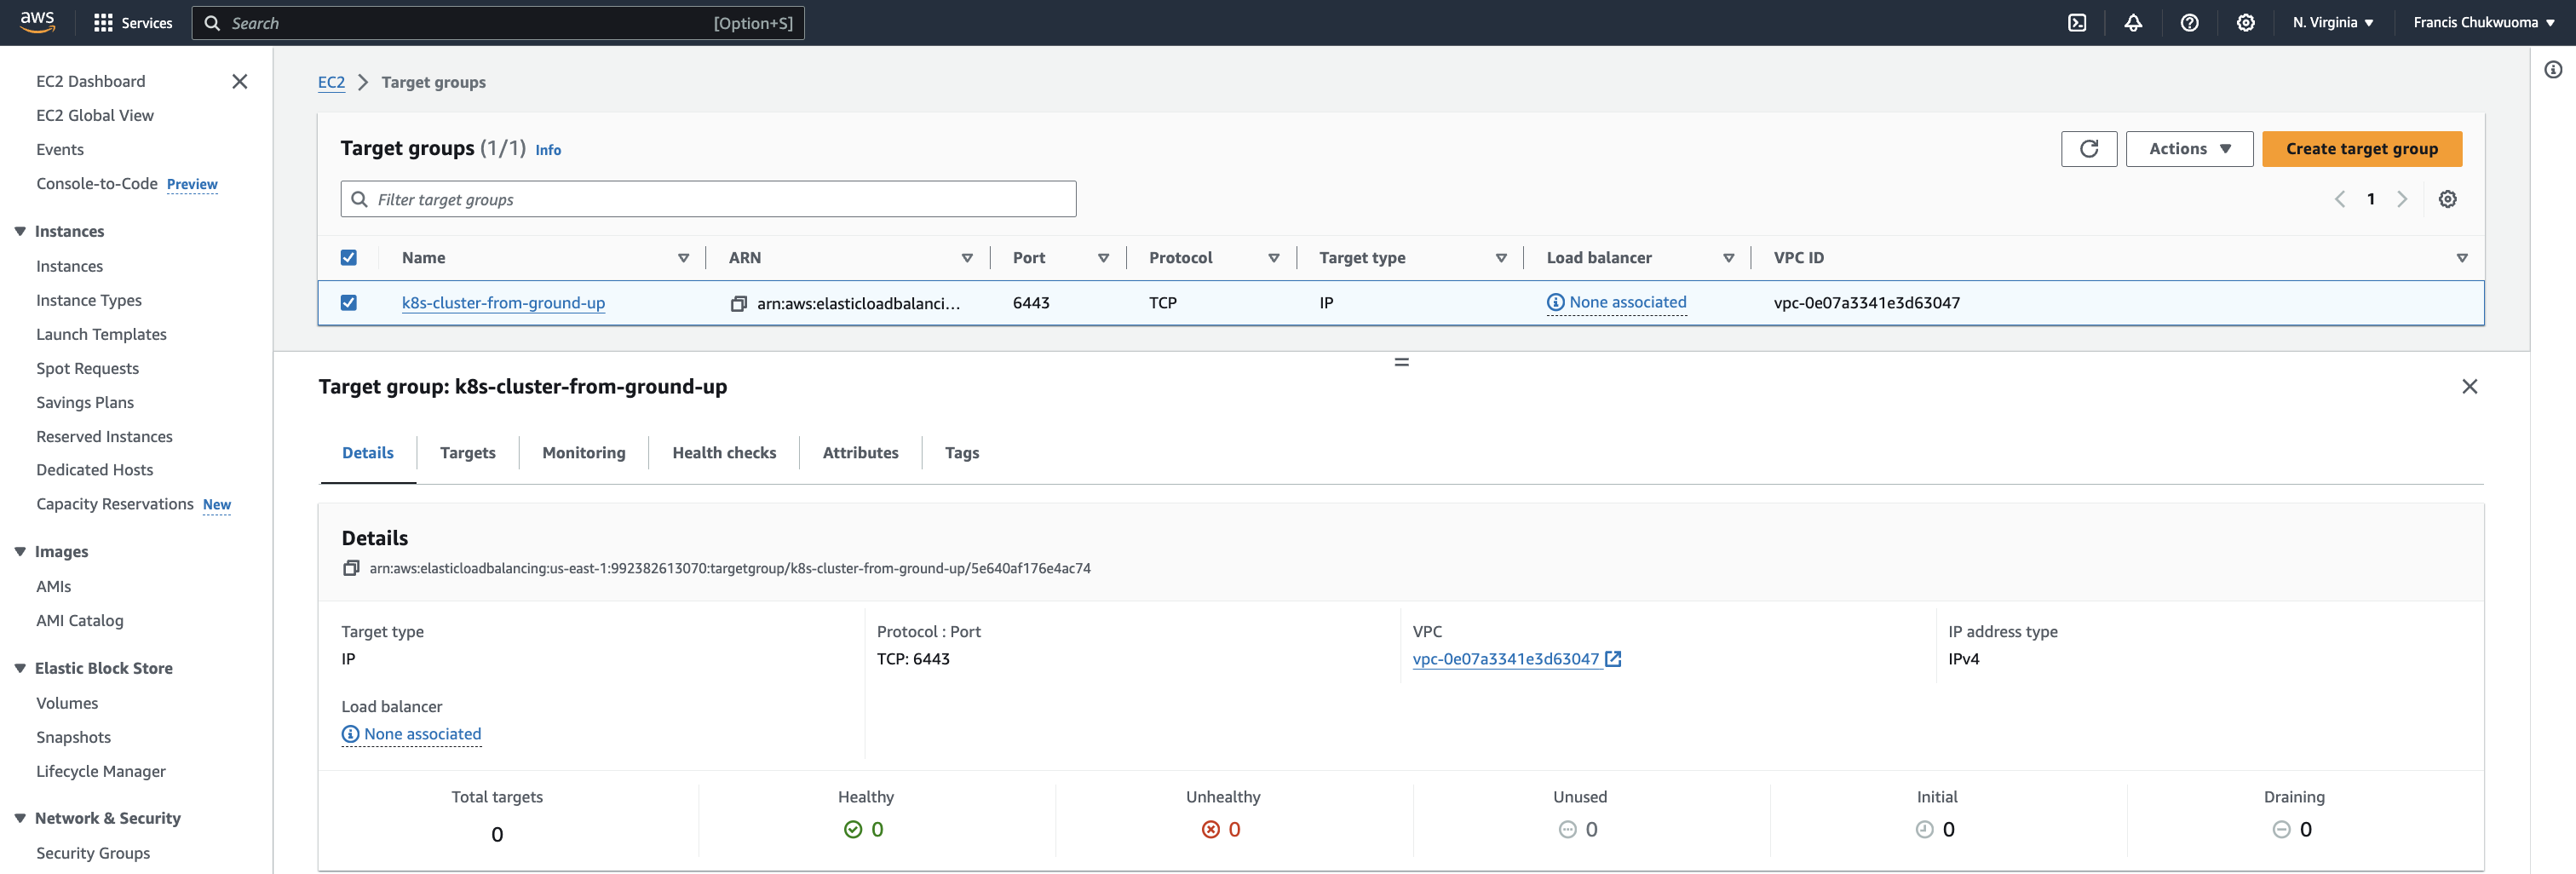 aws Services Search [Option+S] N. Virginia Francis Chukwuoma
EC2 Dashboard
EC2 Global View
Events
Console-to-Code Preview
Instances
Instances
Instance Types
Launch Templates
Spot Requests
Savings Plans
Reserved Instances
Dedicated Hosts
Capacity Reservations New
Images
AMIs
AMI Catalog
Elastic Block Store
Volumes
Snapshots
Lifecycle Manager
Network & Security
Security Groups
EC2 Target groups
Target groups (1/1) Info
Actions Create target group
Filter target groups
1
Name ARN Port Protocol Target type Load balancer VPC ID
k8s-cluster-from-ground-up arn:aws:elasticloadbalanci... 6443 TCP IP None associated vpc-0e07a3341e3d63047
Target group: k8s-cluster-from-ground-up
Details Targets Monitoring Health checks Attributes Tags
Details
arn:aws:elasticloadbalancing:us-east-1:992382613070:targetgroup/k8s-cluster-from-ground-up/5e640af176e4ac74
Target type Protocol : Port VPC IP address type
IP TCP: 6443 vpc-0e07a3341e3d63047 IPv4
Load balancer
None associated
Total targets Healthy Unhealthy Unused Initial Draining
0 0 0 0 0 0